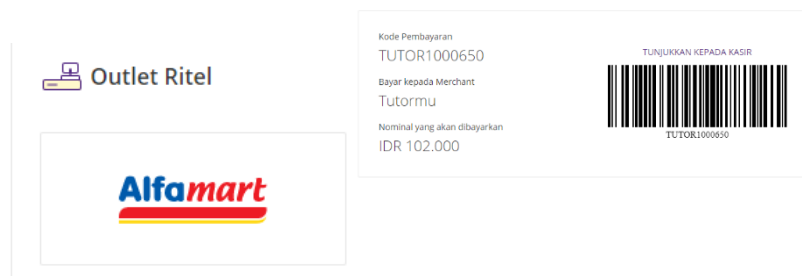 Outlet Ritel
Alfamart
Kode Pembayaran
TUTOR1000650
Bayar kepada Merchant
Tutormu
Nominal yang akan dibayarkan
IDR 102.000
TUNJUKKAN KEPADA KASIR
TUTOR1000650